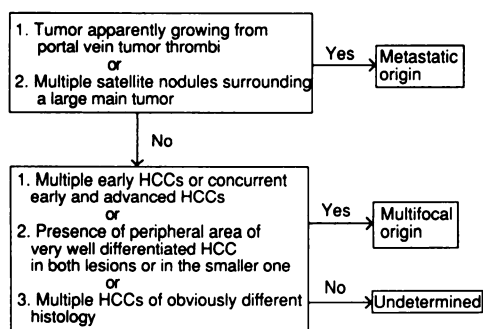 1. Tumor apparently growing from
portal vein tumor thrombi
or
2. Multiple satellite nodules surrounding
a large main tumor
Yes
Metastatic
origin
No
1. Multiple early HCCs or concurrent
early and advanced HCCs
or
2. Presence of peripheral area of
very well differentiated HCC
in both lesions or in the smaller one
or
3. Multiple HCCs of obviously different
histology
Yes
Multifocal
origin
No
Undetermined